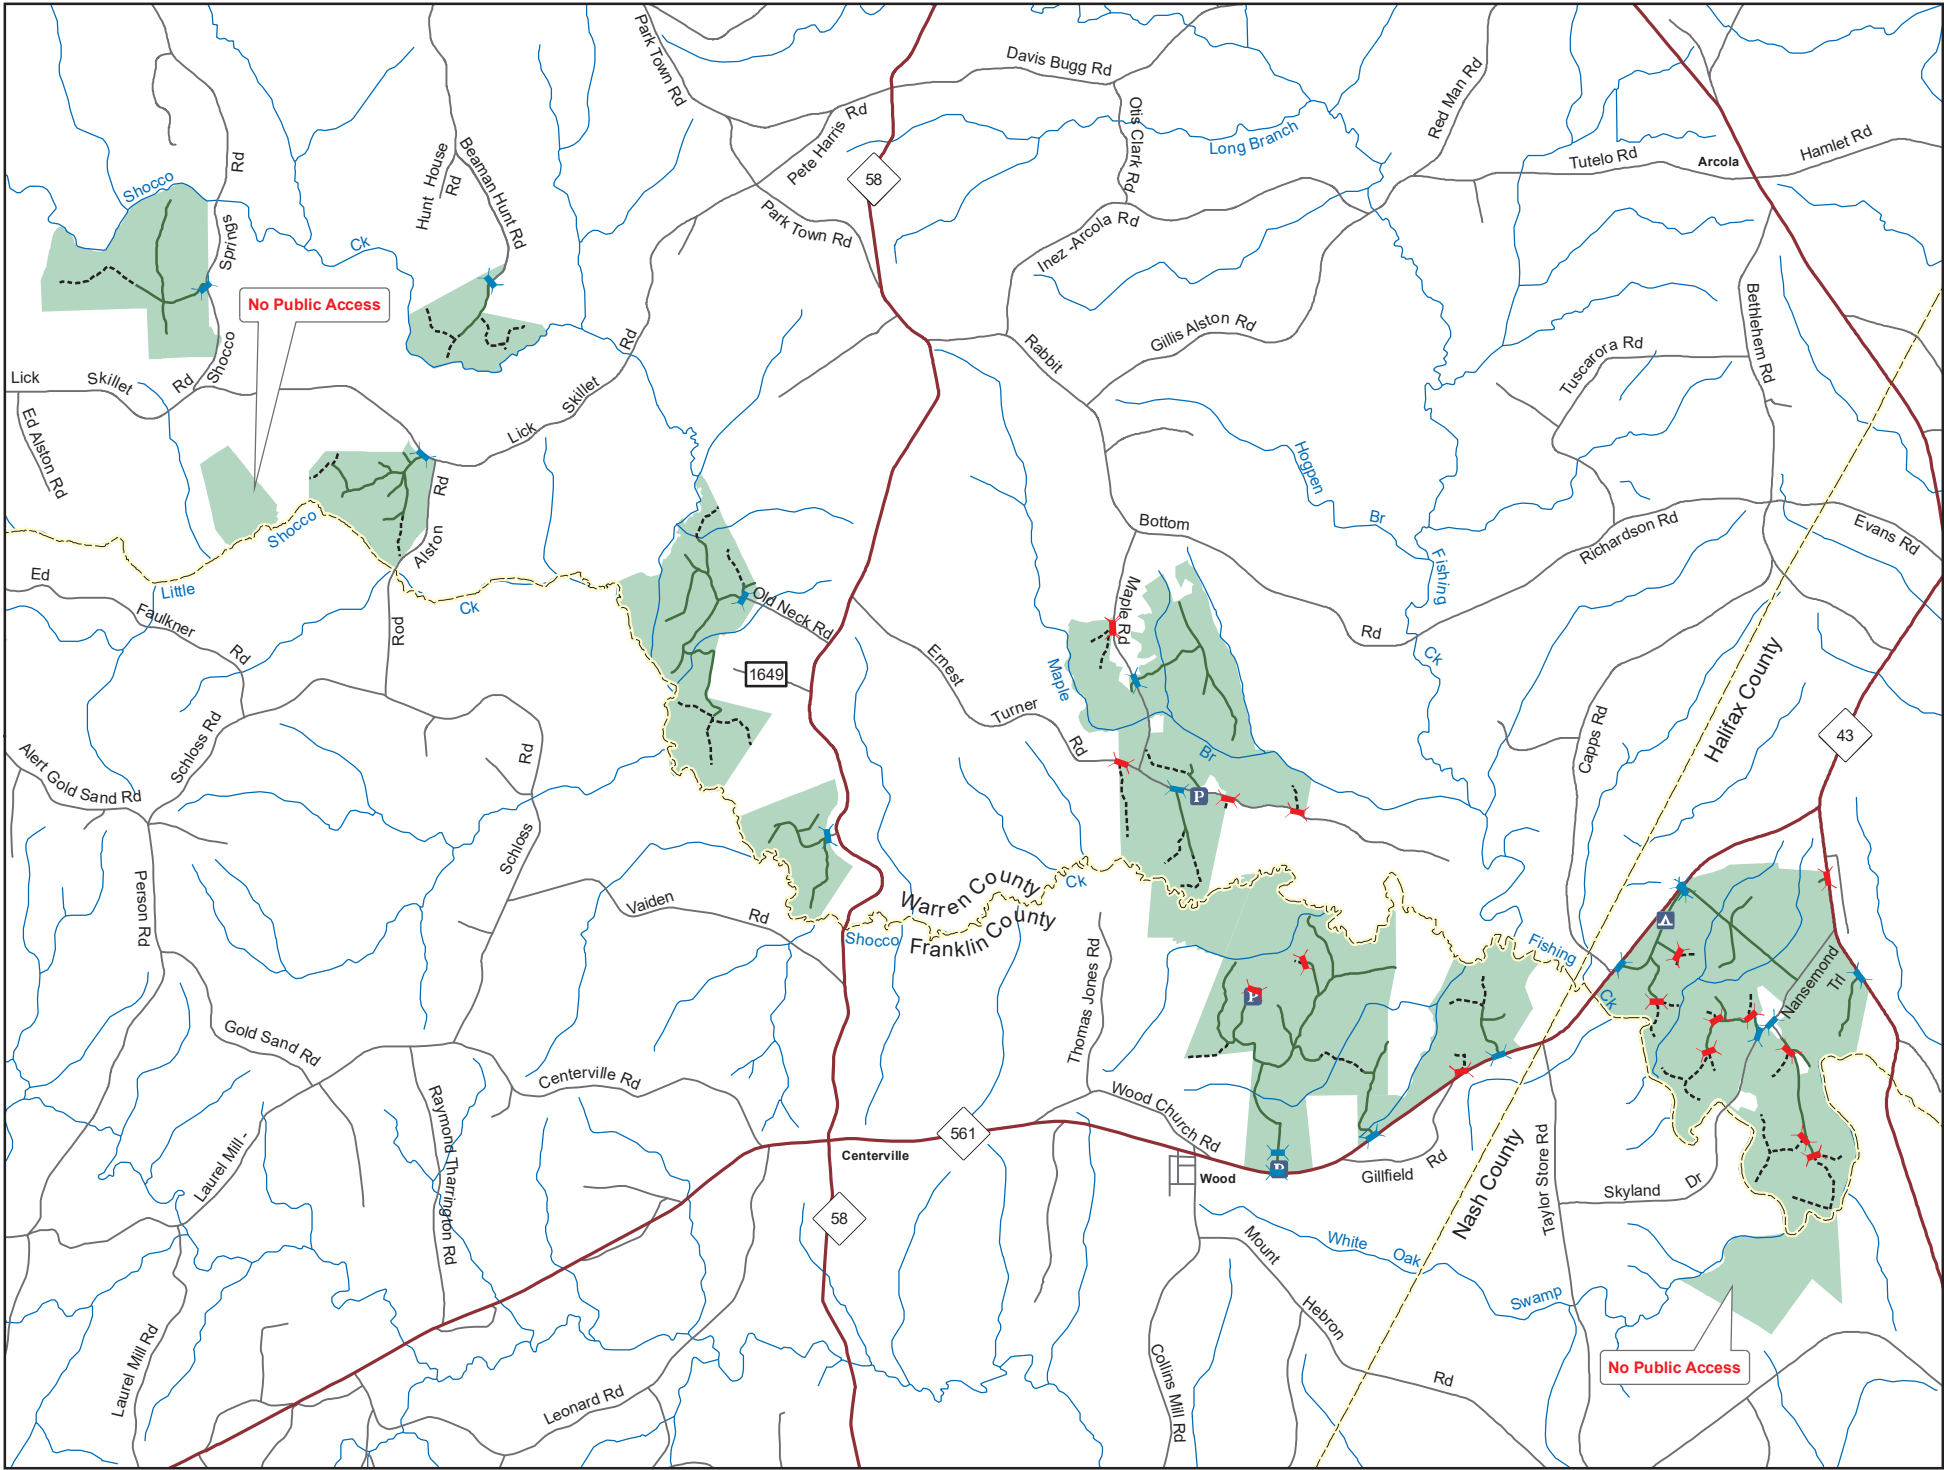 Park Town Rd
Davis Bugg Rd
Red Man Rd
Otis Clark Rd
Pete Harris Rd
Long Branch
Tutelo Rd
Arcola
Hamlet Rd
Rd
Springs
Shocco
Shocco
Ck
Hunt House
Rd
Beaman Hunt Rd
58
Park Town Rd
Inez -Arcola Rd
No Public Access
Gillis Alston Rd
Rabbit
Bethlehem Rd
Tuscarora Rd
Lick
Skillet
Rd
Ed Alston Rd
Lick
Skillet
Rd
Hogpen
Br
Rd
Alston
Rod
Bottom
Rd
Richardson Rd
Evans Rd
Shocco
Little
Ck
Ed
Faulkner
Rd
Old Neck Rd
Fishing
Ck
Maple Rd
Maple
Br
1649
Ernest
Turner
Rd
Halifax County
Capps Rd
43
Schloss Rd
Alert Gold Sand Rd
Rd
Schloss
P
Person Rd
Vaiden
Rd
Warren County
Franklin County
Shocco
Ck
Fishing
Ck
Thomas Jones Rd
P
Nansemond
Trl
Gold Sand Rd
Centerville Rd
Raymond Tharrington Rd
Laurel Mill -
561
Centerville
Wood Church Rd
Wood
P
Gillfield
Rd
Nash County
Taylor Store Rd
Skyland
Dr
58
Mount
Hebron
Rd
White
Oak
Swamp
No Public Access
Laurel Mill Rd
Leonard Rd
Collins Mill Rd